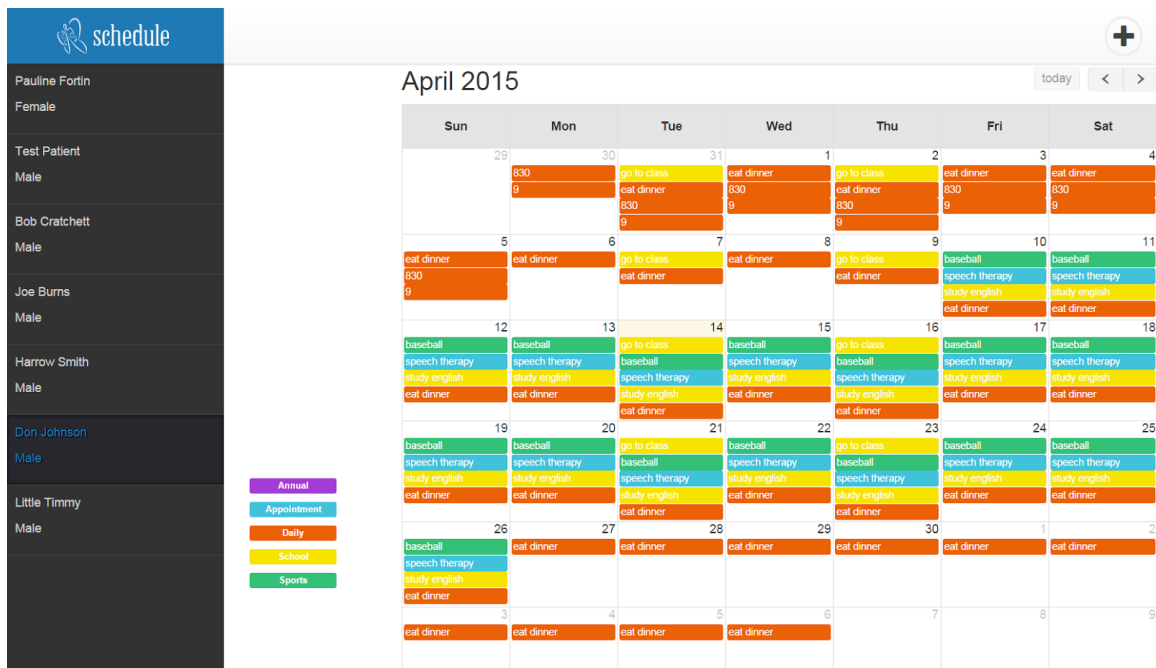 schedule
Pauline Fortin
Female
Test Patient
Male
Bob Cratchett
Male
Joe Burns
Male
Harrow Smith
Male
Don Johnson
Male
Little Timmy
Male
Annual
Appointment
Daily
School
Sports
April 2015
today < >
Sun Mon Tue Wed Thu Fri Sat
29 30 31 1 2 3 4
830 go to class eat dinner go to class eat dinner eat dinner
9 eat dinner 830 eat dinner 830 830
830 9 830 9 9
9 9
5 6 7 8 9 10 11
eat dinner eat dinner go to class eat dinner go to class baseball baseball
830 eat dinner eat dinner speech therapy speech therapy
9 study english study english
eat dinner eat dinner
12 13 14 15 16 17 18
baseball baseball go to class baseball go to class baseball baseball
speech therapy speech therapy baseball speech therapy baseball speech therapy speech therapy
study english study english speech therapy study english speech therapy study english study english
eat dinner eat dinner study english eat dinner study english eat dinner eat dinner
eat dinner eat dinner
19 20 21 22 23 24 25
baseball baseball go to class baseball go to class baseball baseball
speech therapy speech therapy baseball speech therapy baseball speech therapy speech therapy
study english study english speech therapy study english speech therapy study english study english
eat dinner eat dinner study english eat dinner study english eat dinner eat dinner
eat dinner eat dinner
26 27 28 29 30 1 2
baseball eat dinner eat dinner eat dinner eat dinner eat dinner eat dinner
speech therapy
study english
eat dinner
3 4 5 6 7 8 9
eat dinner eat dinner eat dinner eat dinner